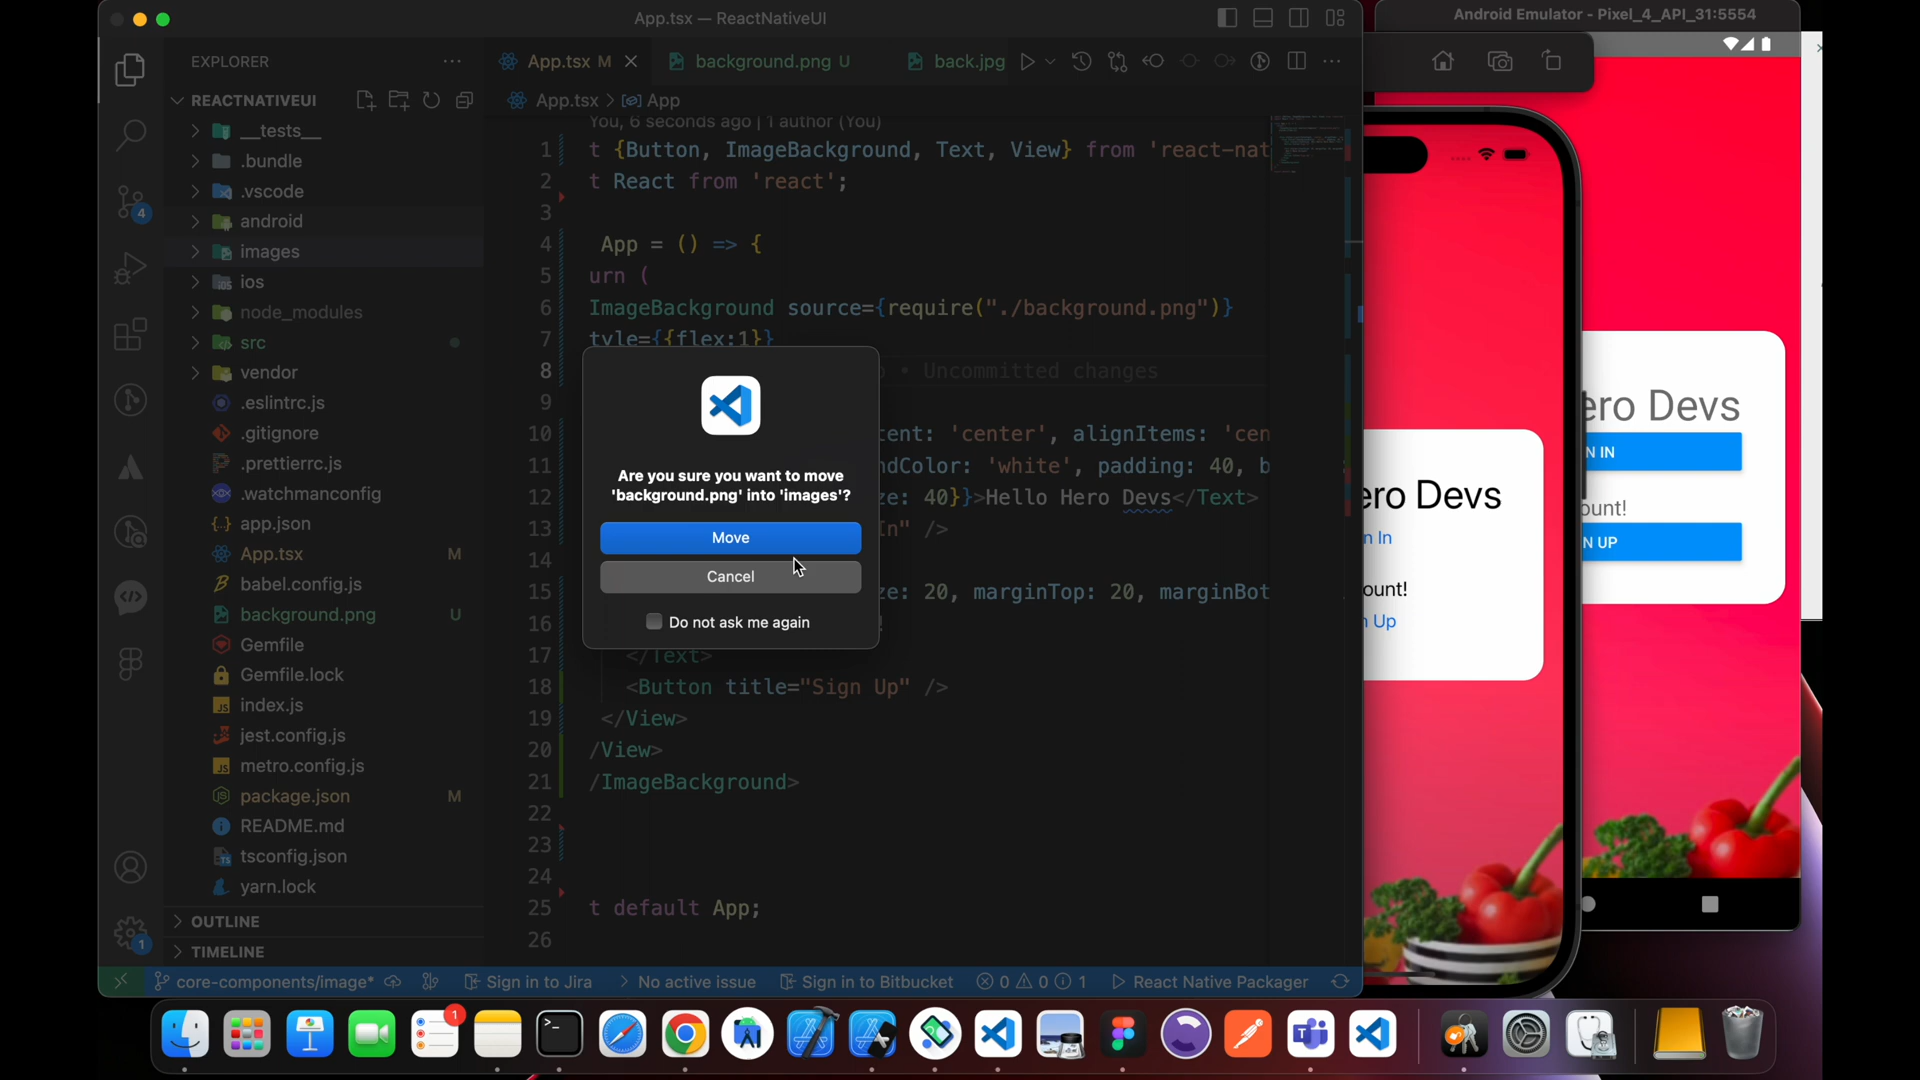 App.tsx — ReactNativeUI
Android Emulator - Pixel_4_API_31:5554
EXPLORER
App.tsx M
background.png U
back.jpg
REACTNATIVEUI
App.tsx > App
__tests__
.bundle
.vscode
android
images
ios
node_modules
src
vendor
.eslintrc.js
.gitignore
.prettierrc.js
.watchmanconfig
app.json
App.tsx M
babel.config.js
background.png U
Gemfile
Gemfile.lock
index.js
jest.config.js
metro.config.js
package.json M
README.md
tsconfig.json
yarn.lock
OUTLINE
TIMELINE
4
1
You, 6 seconds ago | 1 author (You)
1 t {Button, ImageBackground, Text, View} from 'react-nat
2 t React from 'react';
3
4 App = () => {
5 urn (
6 ImageBackground source={require("./background.png")}
7 tyle={{flex:1}}
8 • Uncommitted changes
9
10 tent: 'center', alignItems: 'cen
11 ndColor: 'white', padding: 40, b
12 ze: 40}}>Hello Hero Devs</Text>
13 In" />
14
15 ze: 20, marginTop: 20, marginBot
16
17 </Text>
18 <Button title="Sign Up" />
19 </View>
20 /View>
21 /ImageBackground>
22
23
24
25 t default App;
26
Are you sure you want to move
'background.png' into 'images'?
Move
Cancel
Do not ask me again
ero Devs
n In
ount!
n Up
ero Devs
N IN
ount!
N UP
core-components/image*
Sign in to Jira
No active issue
Sign in to Bitbucket
0 0 1
React Native Packager
1